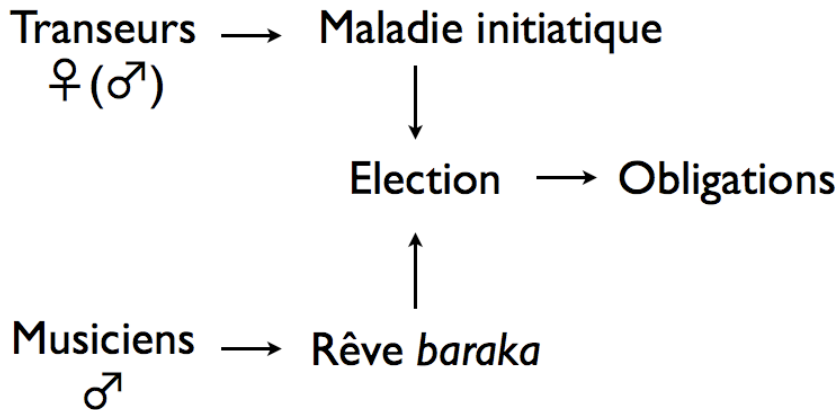 Transeurs Maladie initiatique
♀(♂)
Election Obligations
Musiciens Rêve baraka
♂